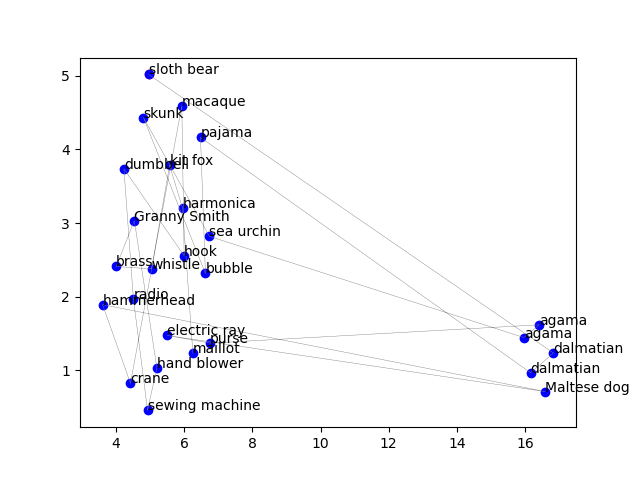 sloth bear
macaque
skunk
pajama
dumbbell
kit fox
harmonica
Granny Smith
sea urchin
hook
brass
whistle
bubble
radio
hammerhead
electric ray
purse
maillot
hand blower
crane
sewing machine
agama
agama
dalmatian
dalmatian
Maltese dog
5
4
3
2
1
4
6
8
10
12
14
16